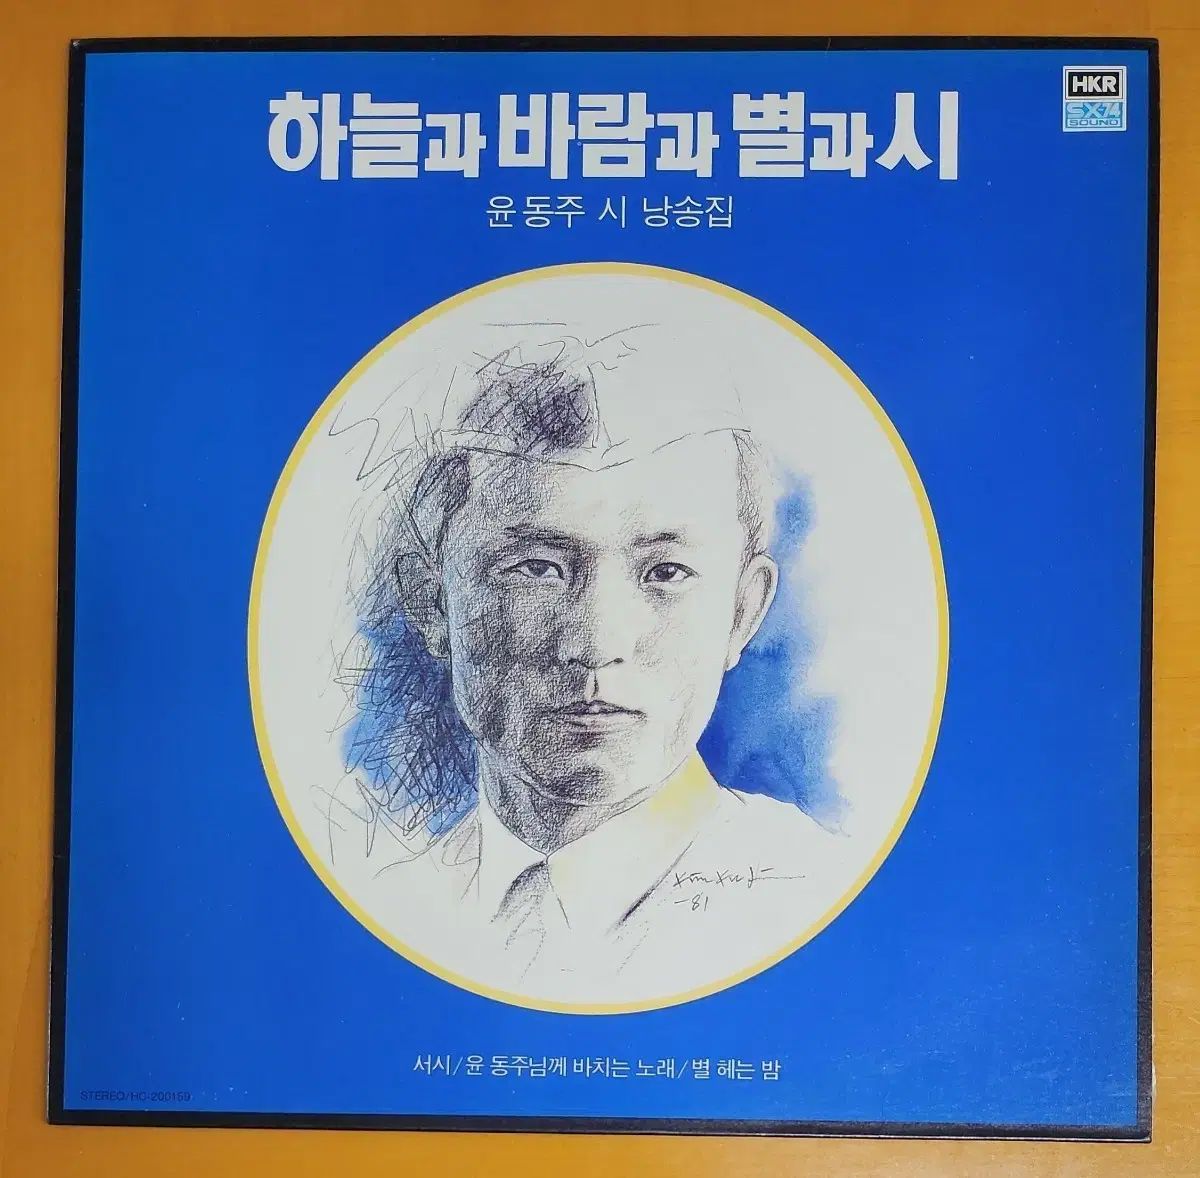 하늘과 바람과 별과 시
HKR
SX-74
SOUND
윤동주 시 낭송집
-81
서시/윤 동주님께 바치는 노래/별 헤는 밤
STEREO/HC-200159